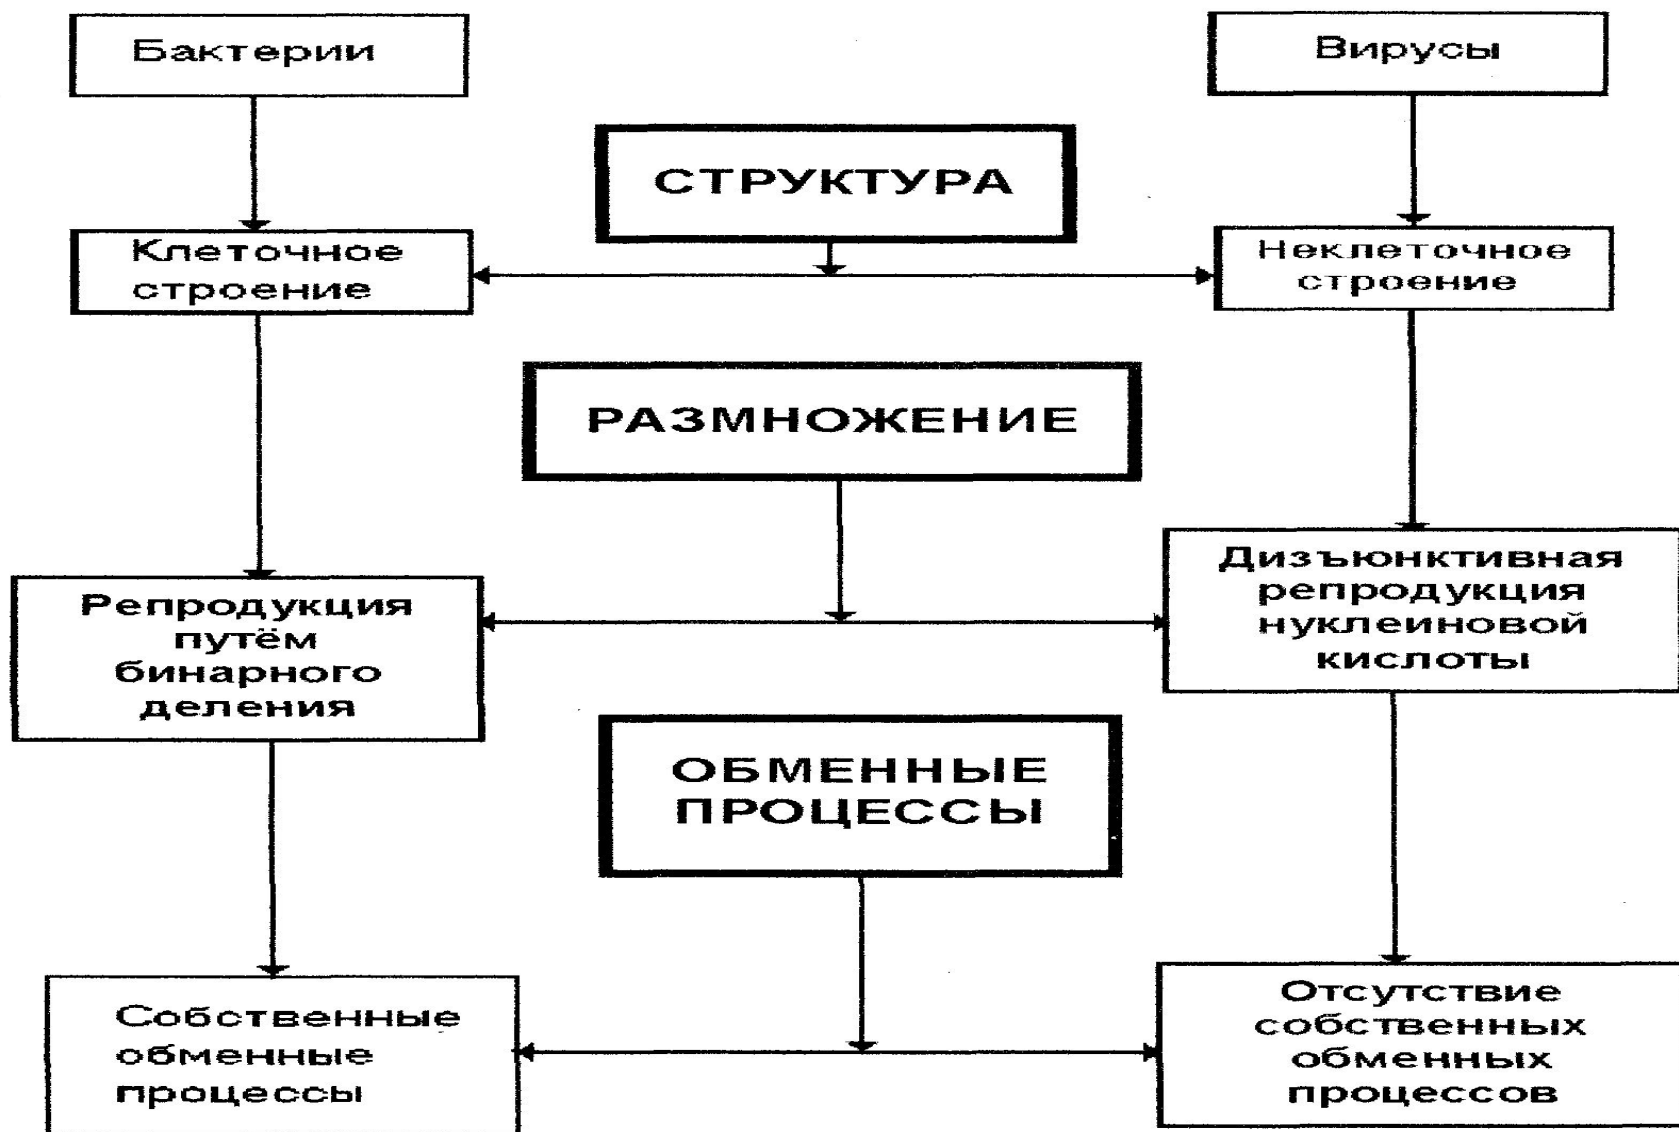 Бактерии
Вирусы
СТРУКТУРА
Клеточное
строение
Неклеточное
строение
РАЗМНОЖЕНИЕ
Репродукция
путём
бинарного
деления
Дизъюнктивная
репродукция
нуклеиновой
кислоты
ОБМЕННЫЕ
ПРОЦЕССЫ
Собственные
обменные
процессы
Отсутствие
собственных
обменных
процессов